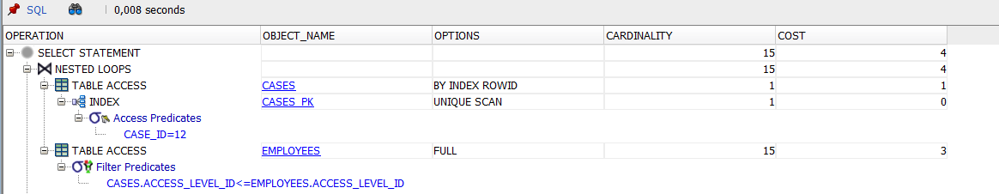 SQL | 0,008 seconds
OPERATION OBJECT_NAME OPTIONS CARDINALITY COST
SELECT STATEMENT 15 4
NESTED LOOPS 15 4
TABLE ACCESS CASES BY INDEX ROWID 1 1
INDEX CASES_PK UNIQUE SCAN 1 0
Access Predicates
CASE_ID=12
TABLE ACCESS EMPLOYEES FULL 15 3
Filter Predicates
CASES.ACCESS_LEVEL_ID<=EMPLOYEES.ACCESS_LEVEL_ID